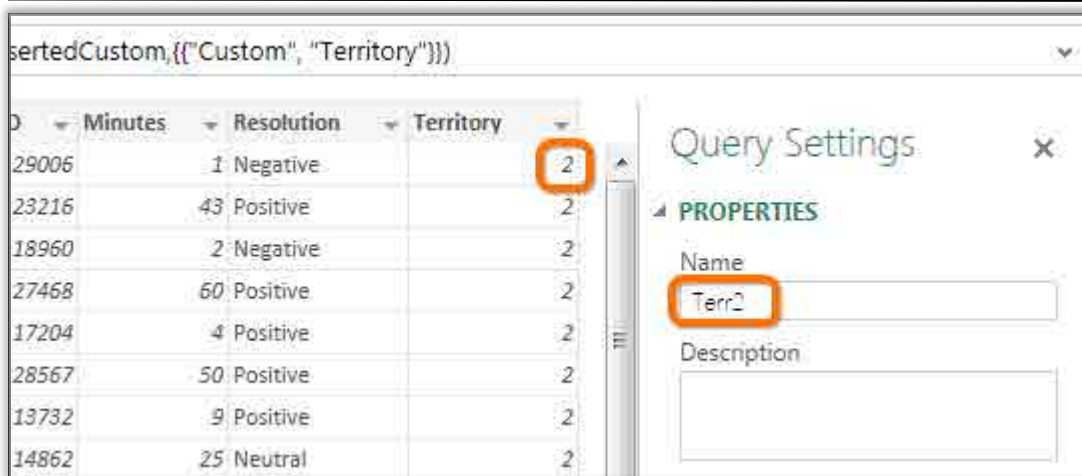 sertedCustom,{{"Custom", "Territory"}})
D Minutes Resolution Territory
29006 1 Negative 2
23216 43 Positive 2
18960 2 Negative 2
27468 60 Positive 2
17204 4 Positive 2
28567 50 Positive 2
13732 9 Positive 2
14862 25 Neutral 2
Query Settings
PROPERTIES
Name
Terr2
Description